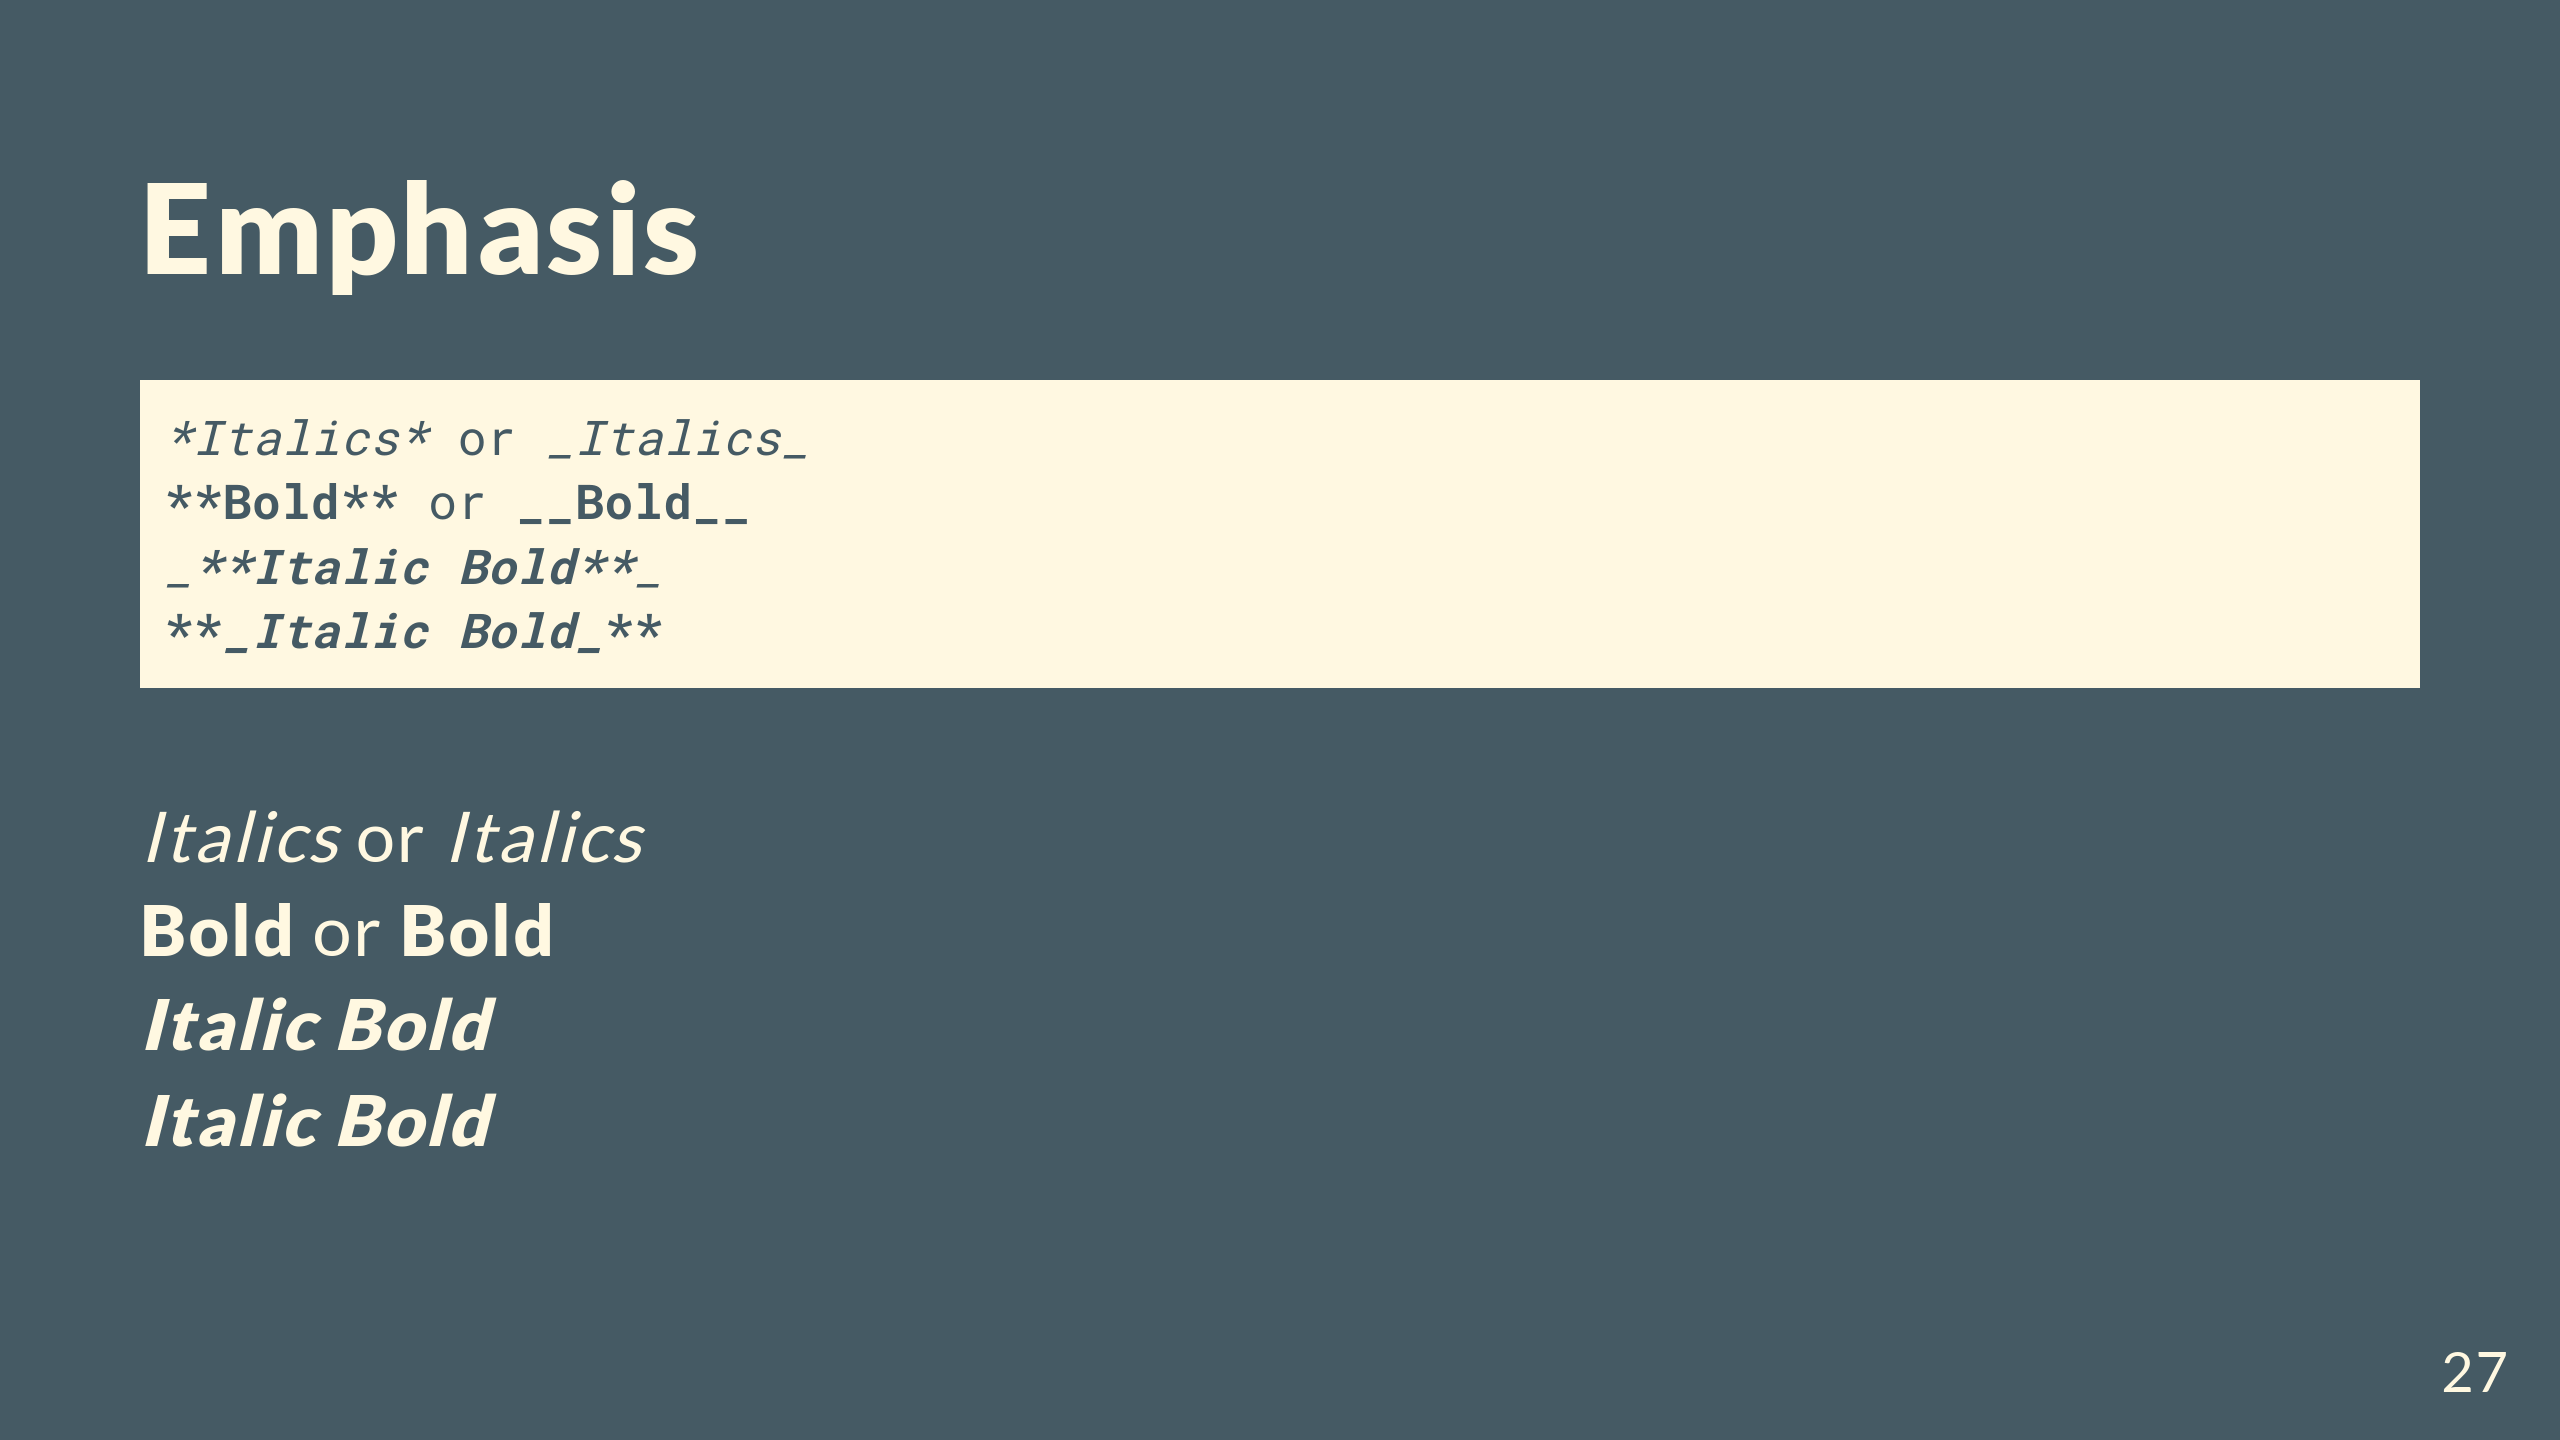 Emphasis
*Italics* or _Italics_
**Bold** or __Bold__
_**Italic Bold**_
**_Italic Bold_**
Italics or Italics
Bold or Bold
Italic Bold
Italic Bold
27